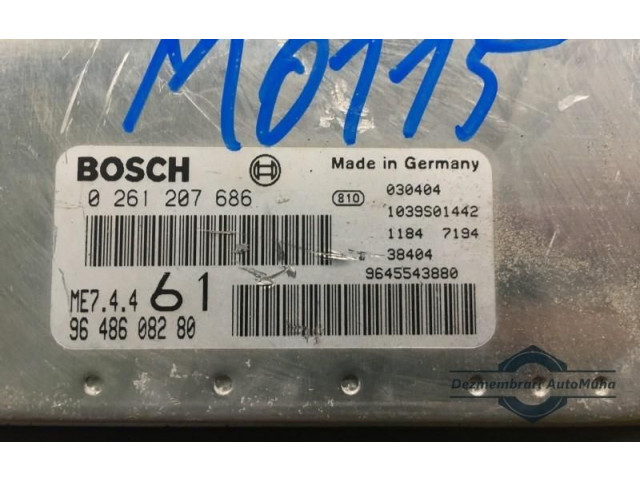 M0115
BOSCH
Made in Germany
0 261 207 686
810
030404
1039S01442
1184 7194
38404
9645543880
ME7.4.4 61
96 486 082 80
Dezmembrari AutoMuha